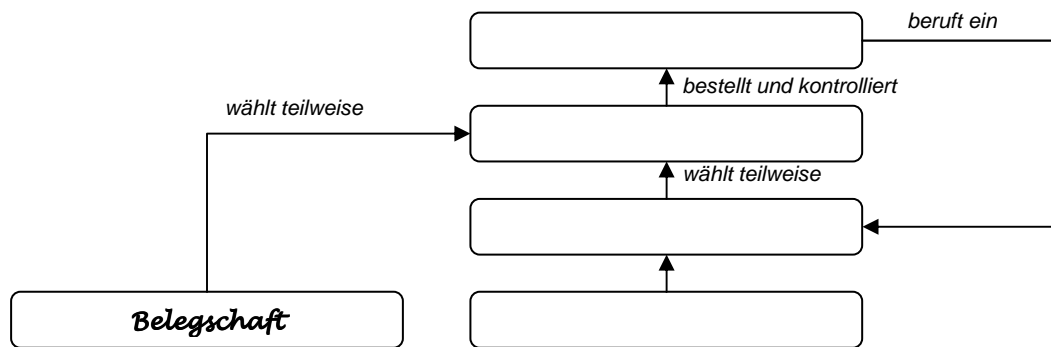 beruft ein
bestellt und kontrolliert
wählt teilweise
wählt teilweise
Belegschaft